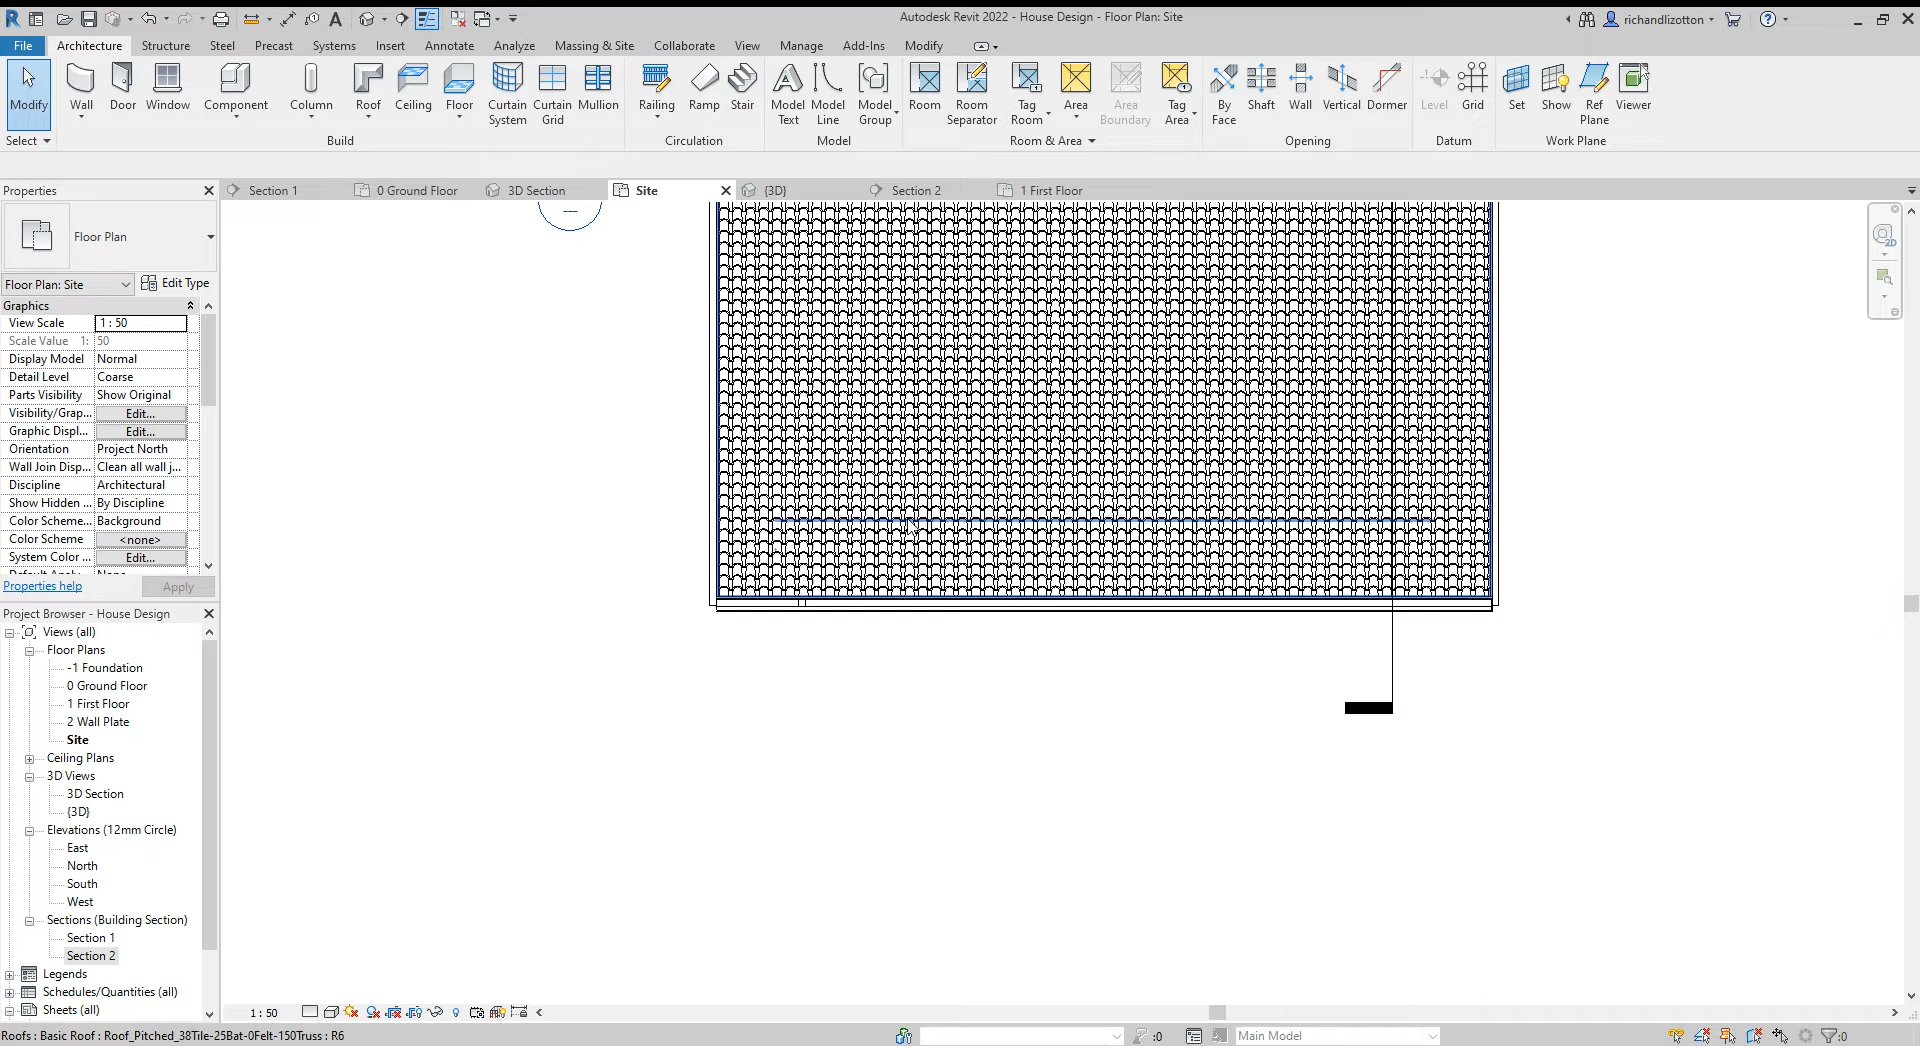 Autodesk Revit 2022 - House Design - Floor Plan: Site
richandlizotton
File Architecture Structure Steel Precast Systems Insert Annotate Analyze Massing & Site Collaborate View Manage Add-Ins Modify
Modify Wall Door Window Component Column Roof Ceiling Floor Curtain System Curtain Grid Mullion Railing Ramp Stair Model Text Model Line Model Group Room Room Separator Tag Room Area Area Boundary Tag Area By Face Shaft Wall Vertical Dormer Level Grid Set Show Ref Plane Viewer
Select Build Circulation Model Room & Area Opening Datum Work Plane
Properties
Section 1 0 Ground Floor 3D Section Site {3D} Section 2 1 First Floor
Floor Plan
2D
Floor Plan: Site Edit Type
Graphics
View Scale 1 : 50
Scale Value 1: 50
Display Model Normal
Detail Level Coarse
Parts Visibility Show Original
Visibility/Grap... Edit...
Graphic Displ... Edit...
Orientation Project North
Wall Join Disp... Clean all wall j...
Discipline Architectural
Show Hidden ... By Discipline
Color Scheme... Background
Color Scheme <none>
System Color ... Edit...
Properties help Apply
Project Browser - House Design
Views (all)
Floor Plans
-1 Foundation
0 Ground Floor
1 First Floor
2 Wall Plate
Site
Ceiling Plans
3D Views
3D Section
{3D}
Elevations (12mm Circle)
East
North
South
West
Sections (Building Section)
Section 1
Section 2
Legends
Schedules/Quantities (all)
Sheets (all)
1 : 50
Roofs : Basic Roof : Roof_Pitched_38Tile-25Bat-0Felt-150Truss : R6
:0 Main Model :0